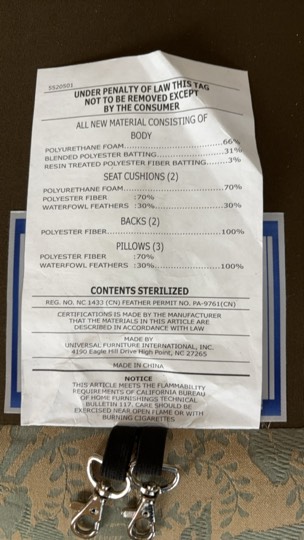 5520501
UNDER PENALTY OF LAW THIS TAG
NOT TO BE REMOVED EXCEPT
BY THE CONSUMER
ALL NEW MATERIAL CONSISTING OF
BODY
POLYURETHANE FOAM...66%
BLENDED POLYESTER BATTING...31%
RESIN TREATED POLYESTER FIBER BATTING...3%
SEAT CUSHIONS (2)
POLYURETHANE FOAM...70%
POLYESTER FIBER :70%
WATERFOWL FEATHERS :30%...30%
BACKS (2)
POLYESTER FIBER...100%
PILLOWS (3)
POLYESTER FIBER :70%
WATERFOWL FEATHERS :30%...100%
CONTENTS STERILIZED
REG. NO. NC 1433 (CN) FEATHER PERMIT NO. PA-9761(CN)
CERTIFICATIONS IS MADE BY THE MANUFACTURER
THAT THE MATERIALS IN THIS ARTICLE ARE
DESCRIBED IN ACCORDANCE WITH LAW
MADE BY
UNIVERSAL FURNITURE INTERNATIONAL, INC.
4190 Eagle Hill Drive High Point, NC 27265
MADE IN CHINA
NOTICE
THIS ARTICLE MEETS THE FLAMMABILITY
REQUIREMENTS OF CALIFORNIA BUREAU
OF HOME FURNISHINGS TECHNICAL
BULLETIN 117. CARE SHOULD BE
EXERCISED NEAR OPEN FLAME OR WITH
BURNING CIGARETTES